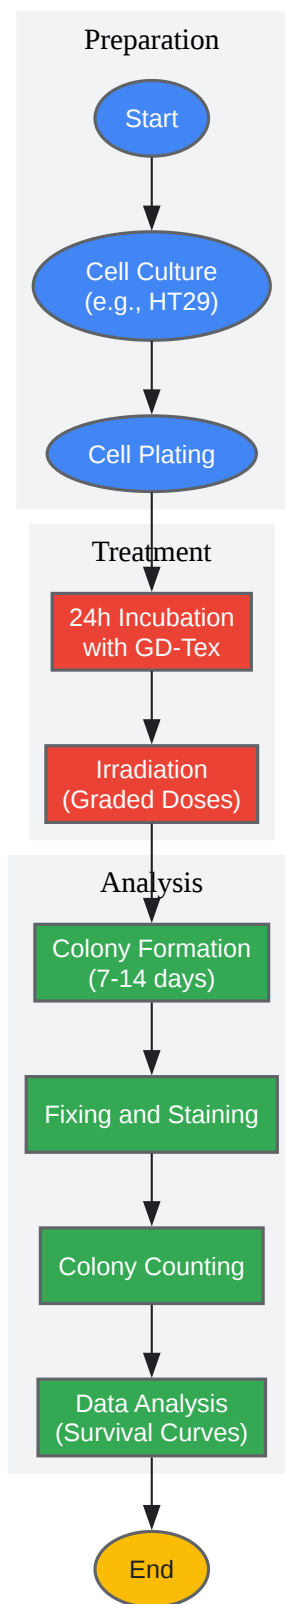 Preparation
Start
Cell Culture
(e.g., HT29)
Cell Plating
Treatment
24h Incubation
with GD-Tex
Irradiation
(Graded Doses)
Analysis
Colony Formation
(7-14 days)
Fixing and Staining
Colony Counting
Data Analysis
(Survival Curves)
End